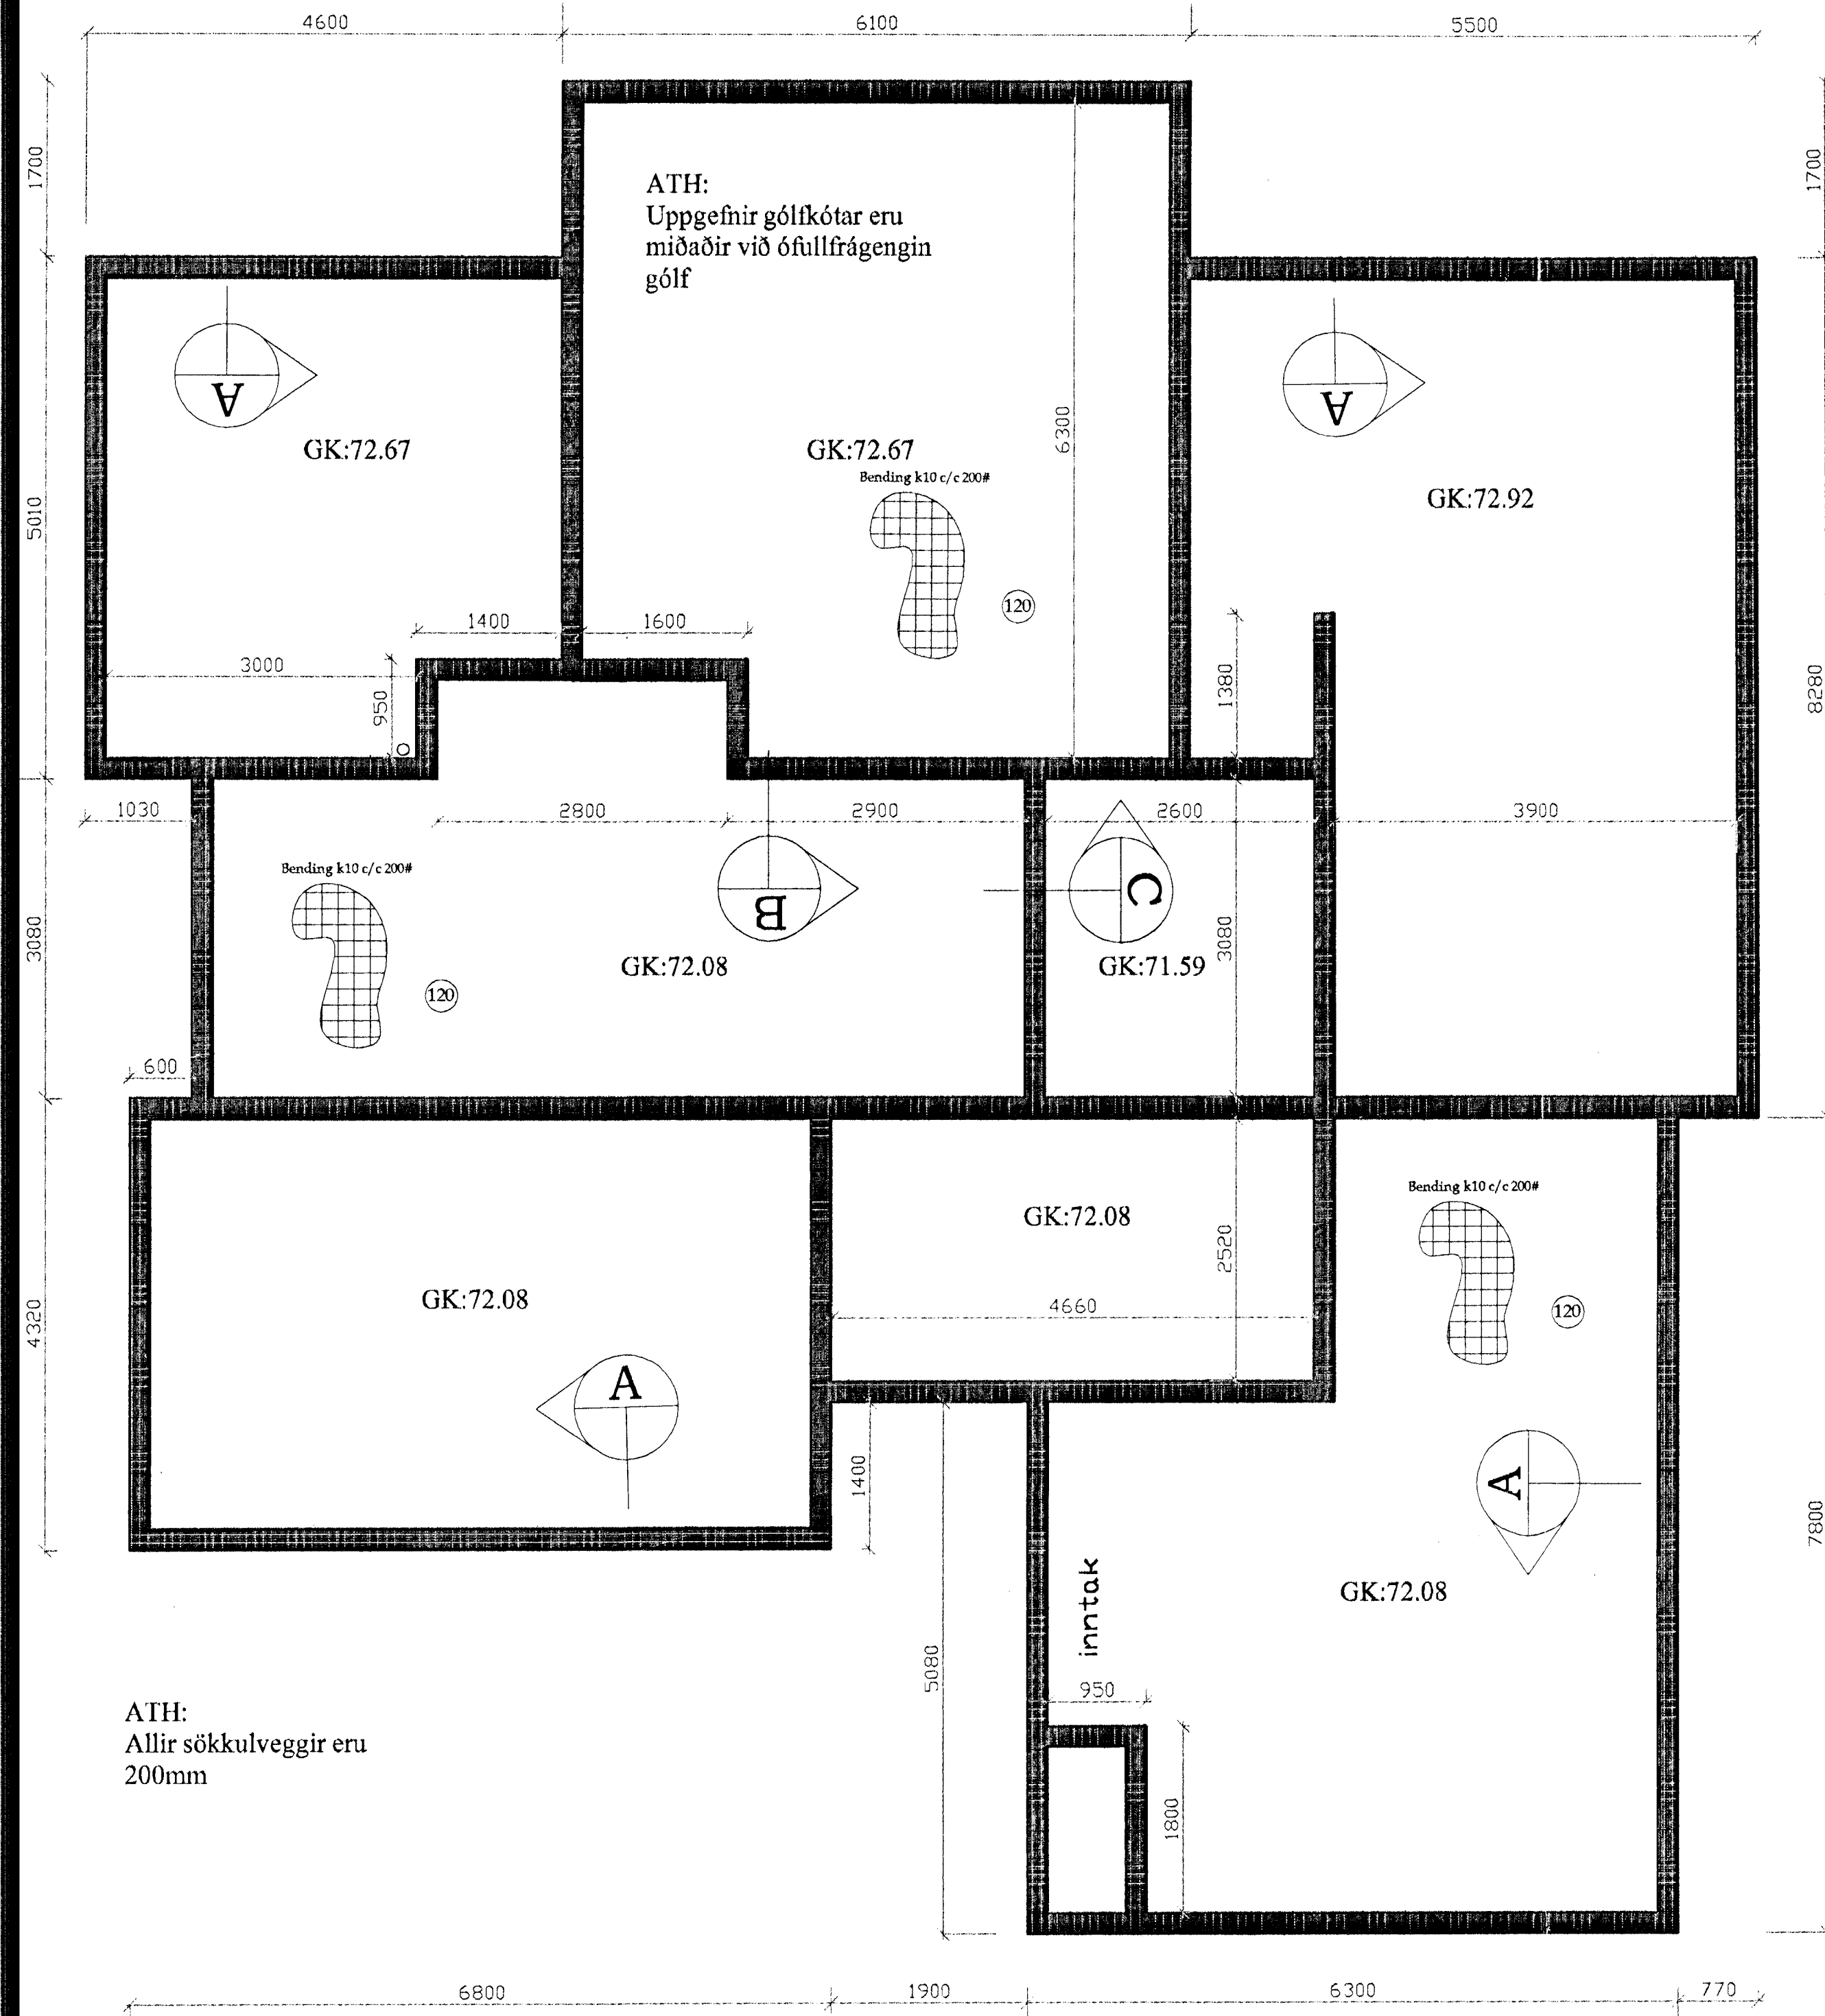 4600
6100
5500
1700
1700
ATH:
Uppgefnir gólfkótar eru
miðaðir við ófullfrágengin
gólf
A
A
GK:72.67
GK:72.67
Bending k10 c/c 200#
6300
GK:72.92
5010
120
1400
1600
3000
950
1380
8280
1030
2800
2900
2600
3900
Bending k10 c/c 200#
B
C
3080
3080
GK:72.08
GK:71.59
120
600
Bending k10 c/c 200#
GK:72.08
2520
GK:72.08
4660
120
4320
A
1400
A
7800
inntak
GK:72.08
5080
950
ATH:
Allir sökkulveggir eru
200mm
1800
6800
1900
6300
770